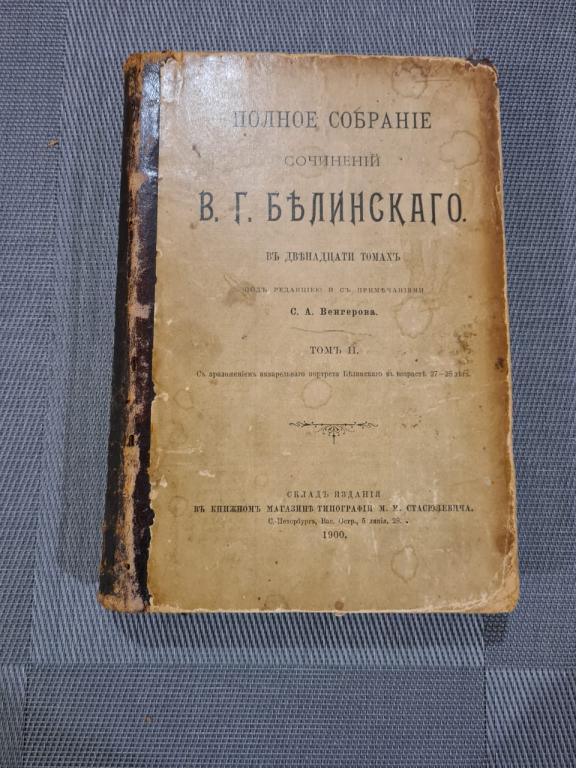 ПОЛНОЕ СОБРАНІЕ
СОЧИНЕНІЙ
В. Г. БѢЛИНСКАГО.
ВЪ ДВѢНАДЦАТИ ТОМАХЪ
ПОДЪ РЕДАКЦІЕЮ И СЪ ПРИМѢЧАНІЯМИ
С. А. Венгерова.
ТОМЪ II.
Съ приложеніемъ акварельнаго портрета Бѣлинскаго въ возрастѣ 27—28 лѣтъ.
СКЛАДЪ ИЗДАНІЯ
ВЪ КНИЖНОМЪ МАГАЗИНѢ ТИПОГРАФІИ М. М. СТАСЮЛЕВИЧА.
С.-Петербургъ, Вас. Остр., 5 линія, 28.
1900.